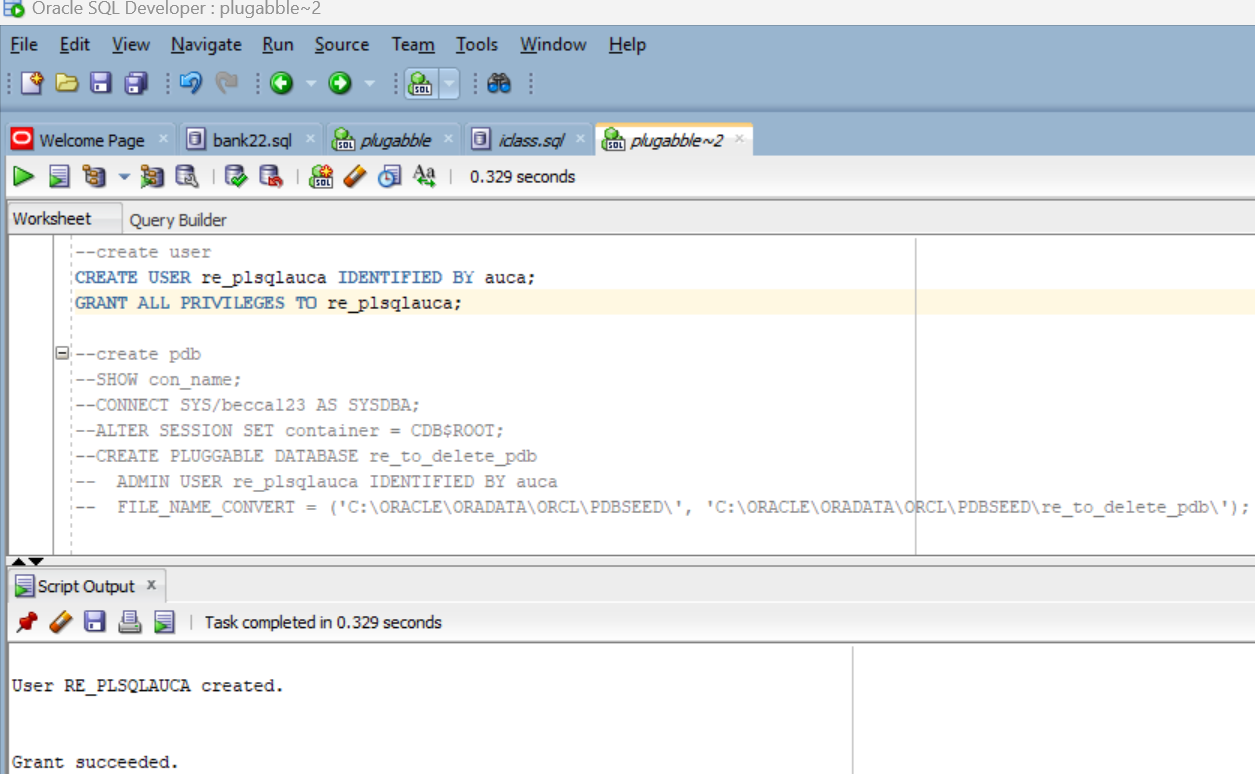 Oracle SQL Developer : plugabble~2
File Edit View Navigate Run Source Team Tools Window Help
Welcome Page bank22.sql plugabble iclass.sql plugabble~2
0.329 seconds
Worksheet Query Builder
--create user
CREATE USER re_plsqlauca IDENTIFIED BY auca;
GRANT ALL PRIVILEGES TO re_plsqlauca;
--create pdb
--SHOW con_name;
--CONNECT SYS/becca123 AS SYSDBA;
--ALTER SESSION SET container = CDB$ROOT;
--CREATE PLUGGABLE DATABASE re_to_delete_pdb
--  ADMIN USER re_plsqlauca IDENTIFIED BY auca
--  FILE_NAME_CONVERT = ('C:\ORACLE\ORADATA\ORCL\PDBSEED\', 'C:\ORACLE\ORADATA\ORCL\PDBSEED\re_to_delete_pdb\');
Script Output x
Task completed in 0.329 seconds
User RE_PLSQLAUCA created.
Grant succeeded.